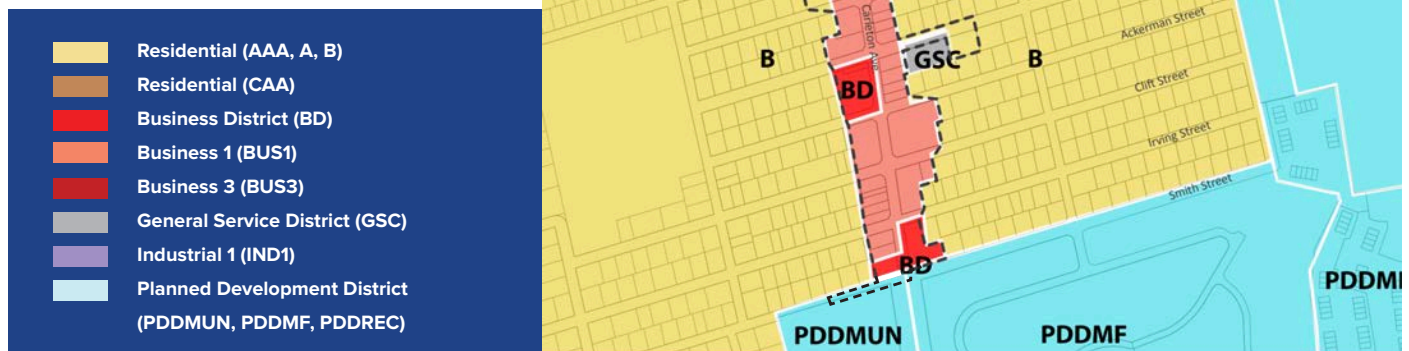 Residential (AAA, A, B)
Residential (CAA)
Business District (BD)
Business 1 (BUS1)
Business 3 (BUS3)
General Service District (GSC)
Industrial 1 (IND1)
Planned Development District
(PDDMUN, PDDMF, PDDREC)
Carleton Ave
Ackerman Street
B
GSC
B
Clift Street
BD
Irving Street
Smith Street
BD
PDDMUN
PDDMF